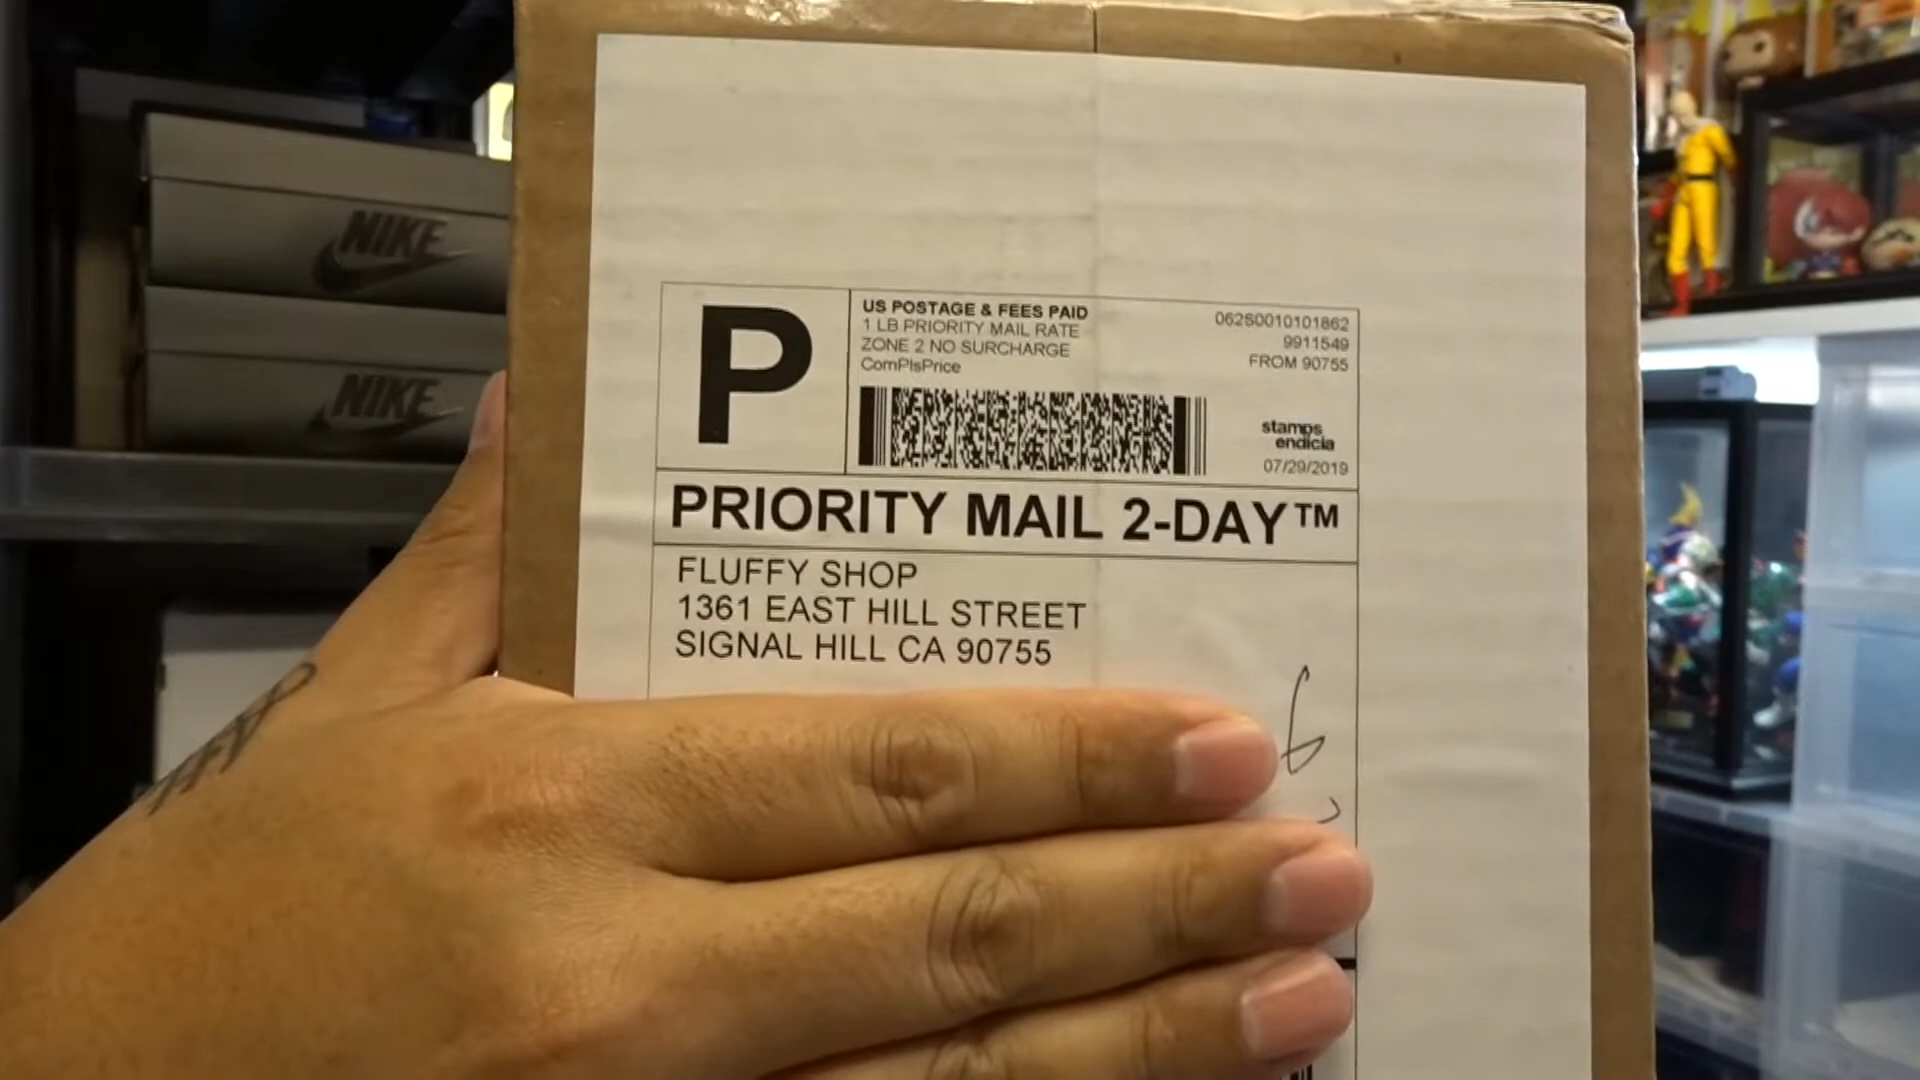 NIKE
NIKE
P
US POSTAGE & FEES PAID
1 LB PRIORITY MAIL RATE
ZONE 2 NO SURCHARGE
ComPlsPrice
062S0010101862
9911549
FROM 90755
stamps
endicia
07/29/2019
PRIORITY MAIL 2-DAY™
FLUFFY SHOP
1361 EAST HILL STREET
SIGNAL HILL CA 90755
6